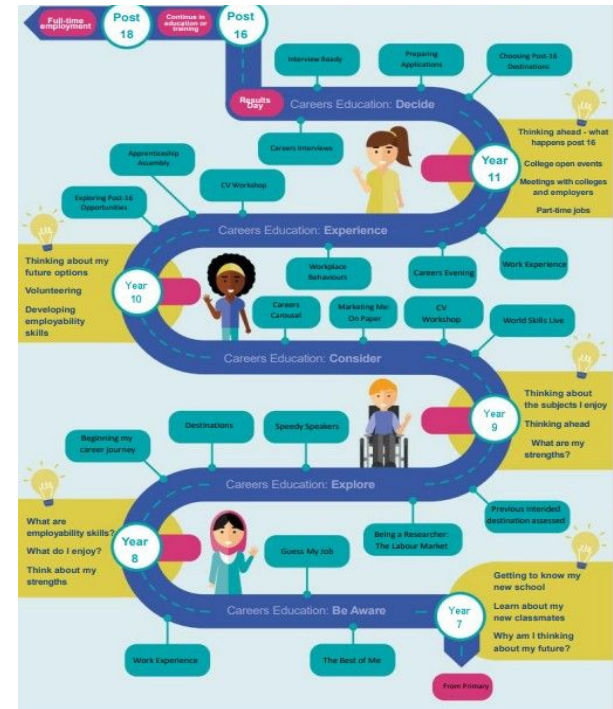 Full-time
employment
Post
18
Continue in
education or
training
Post
16
Interview Ready
Preparing
Applications
Choosing Post-16
Destinations
Results
Day
Careers Education: Decide
Careers Interviews
Thinking ahead - what
happens post 16
College open events
Meetings with colleges
and employers
Part-time jobs
Year
11
Apprenticeship
Assembly
CV Workshop
Exploring Post-16
Opportunities
Careers Education: Experience
Workplace
Behaviours
Careers Evening
Work Experience
Thinking about my
future options
Volunteering
Developing
employability
skills
Year
10
Careers
Carousel
Marketing Me:
On Paper
CV
Workshop
World Skills Live
Careers Education: Consider
Thinking about
the subjects I enjoy
Thinking ahead
What are my
strengths?
Year
9
Beginning my
career journey
Destinations
Speedy Speakers
Careers Education: Explore
Previous intended
destination assessed
Being a Researcher:
The Labour Market
What are
employability skills?
What do I enjoy?
Think about my
strengths
Year
8
Guess My Job
Getting to know my
new school
Learn about my
new classmates
Why am I thinking
about my future?
Careers Education: Be Aware
Year
7
Work Experience
The Best of Me
From Primary